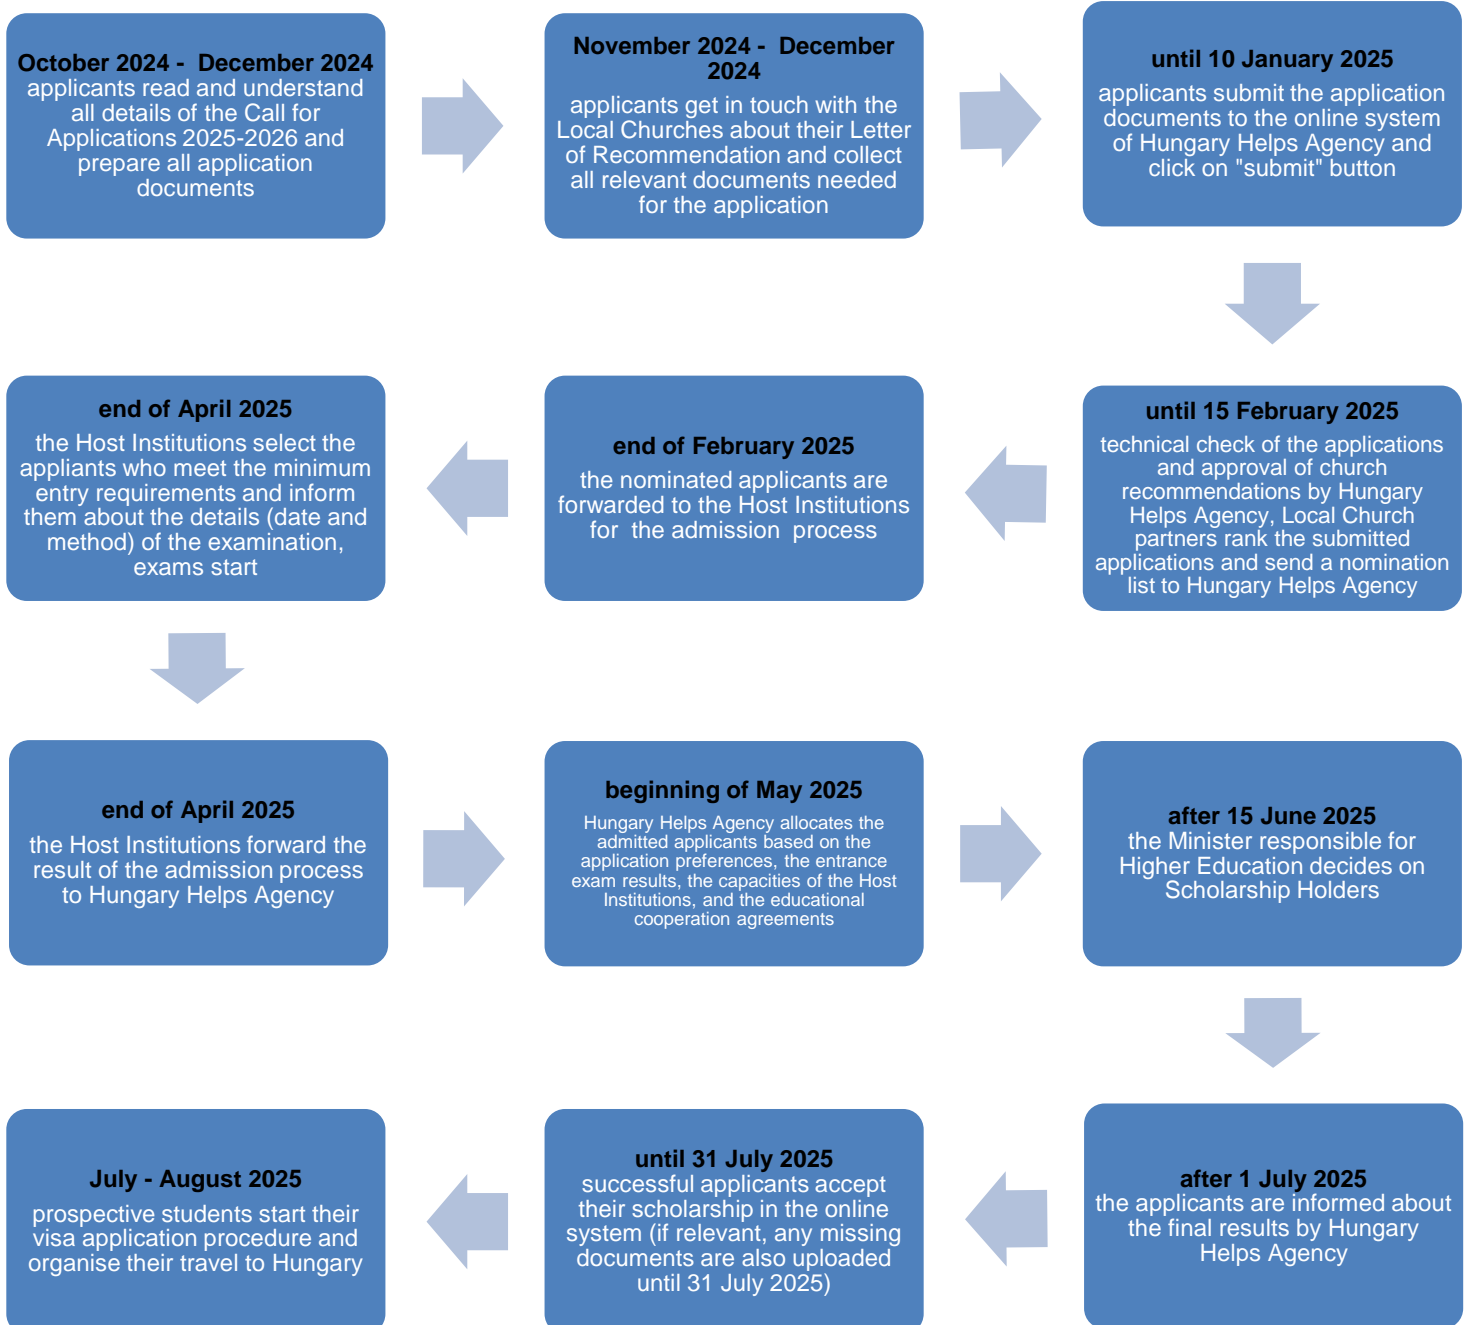 October 2024 - December 2024
applicants read and understand
all details of the Call for
Applications 2025-2026 and
prepare all application
documents
November 2024 - December
2024
applicants get in touch with the
Local Churches about their Letter
of Recommendation and collect
all relevant documents needed
for the application
until 10 January 2025
applicants submit the application
documents to the online system
of Hungary Helps Agency and
click on "submit" button
until 15 February 2025
technical check of the applications
and approval of church
recommendations by Hungary
Helps Agency, Local Church
partners rank the submitted
applications and send a nomination
list to Hungary Helps Agency
end of February 2025
the nominated applicants are
forwarded to the Host Institutions
for the admission process
end of April 2025
the Host Institutions select the
appliants who meet the minimum
entry requirements and inform
them about the details (date and
method) of the examination,
exams start
end of April 2025
the Host Institutions forward the
result of the admission process
to Hungary Helps Agency
beginning of May 2025
Hungary Helps Agency allocates the
admitted applicants based on the
application preferences, the entrance
exam results, the capacities of the Host
Institutions, and the educational
cooperation agreements
after 15 June 2025
the Minister responsible for
Higher Education decides on
Scholarship Holders
after 1 July 2025
the applicants are informed about
the final results by Hungary
Helps Agency
until 31 July 2025
successful applicants accept
their scholarship in the online
system (if relevant, any missing
documents are also uploaded
until 31 July 2025)
July - August 2025
prospective students start their
visa application procedure and
organise their travel to Hungary